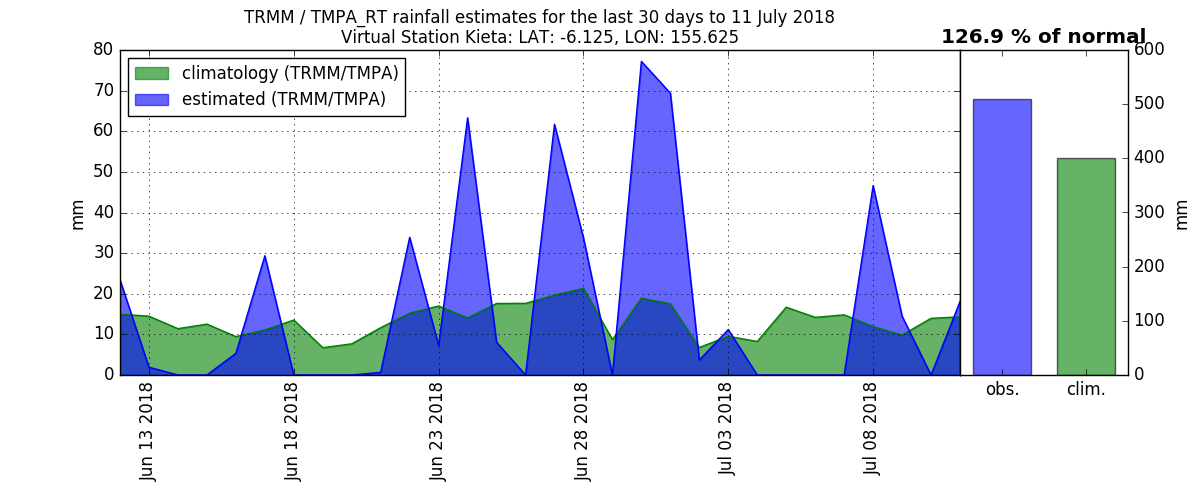 TRMM / TMPA_RT rainfall estimates for the last 30 days to 11 July 2018
Virtual Station Kieta: LAT: -6.125, LON: 155.625
126.9 % of normal
climatology (TRMM/TMPA)
estimated (TRMM/TMPA)
mm
80
70
60
50
40
30
20
10
0
Jun 13 2018
Jun 18 2018
Jun 23 2018
Jun 28 2018
Jul 03 2018
Jul 08 2018
600
500
400
300
200
100
0
mm
obs.
clim.